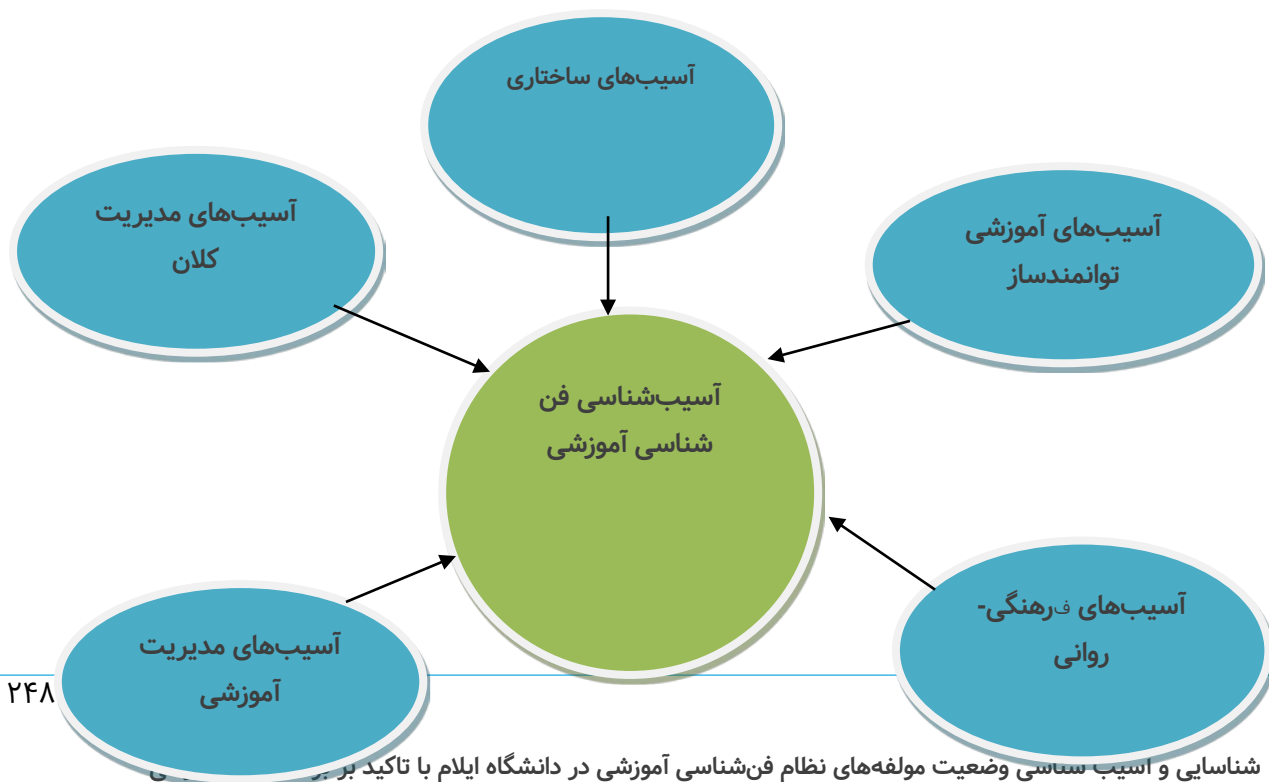 آسیب‌های ساختاری
آسیب‌های مدیریت
کلان
آسیب‌های آموزشی
توانمندساز
آسیب‌شناسی فن
شناسی آموزشی
آسیب‌های فرهنگی-
روانی
آسیب‌های مدیریت
آموزشی
۲۴۸
شناسایی و آسیب شناسی وضعیت مولفه‌های نظام فن‌شناسی آموزشی در دانشگاه ایلام با تاکید بر